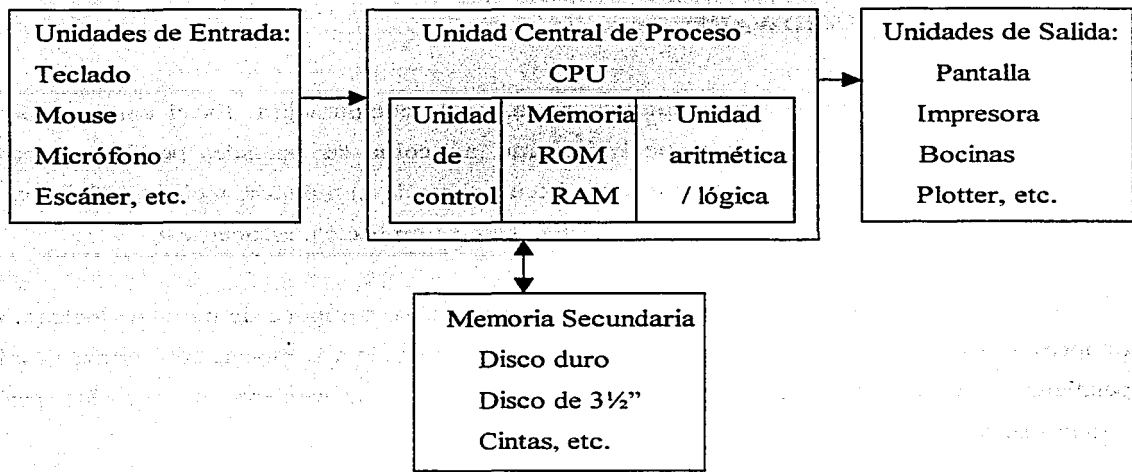 Unidades de Entrada:
Teclado
Mouse
Micrófono
Escáner, etc.
Unidad Central de Proceso
CPU
Unidad
de
control
Memoria
ROM
RAM
Unidad
aritmética
/ lógica
Unidades de Salida:
Pantalla
Impresora
Bocinas
Plotter, etc.
Memoria Secundaria
Disco duro
Disco de 3½”
Cintas, etc.